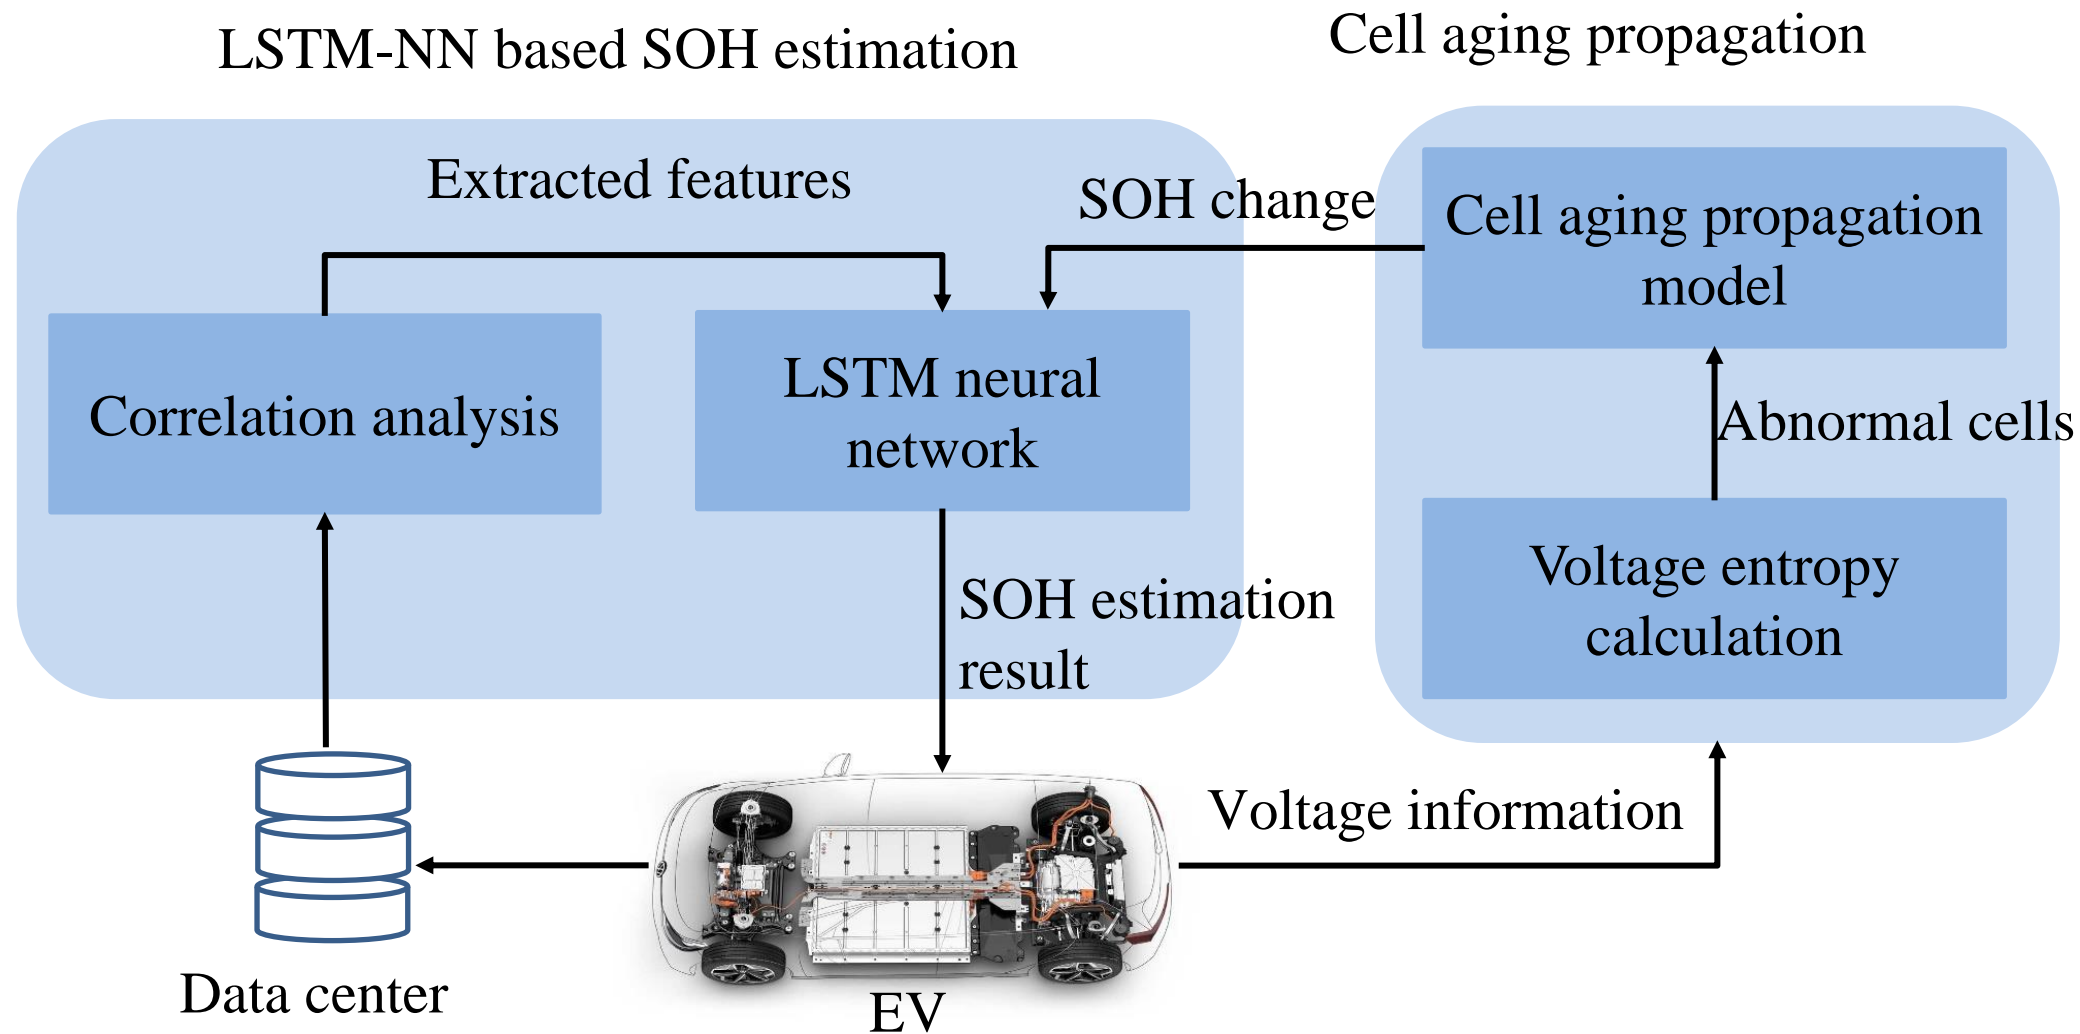 LSTM-NN based SOH estimation
Cell aging propagation
Extracted features
SOH change
Cell aging propagation
model
Correlation analysis
LSTM neural
network
Abnormal cells
Voltage entropy
calculation
SOH estimation
result
Voltage information
Data center
EV